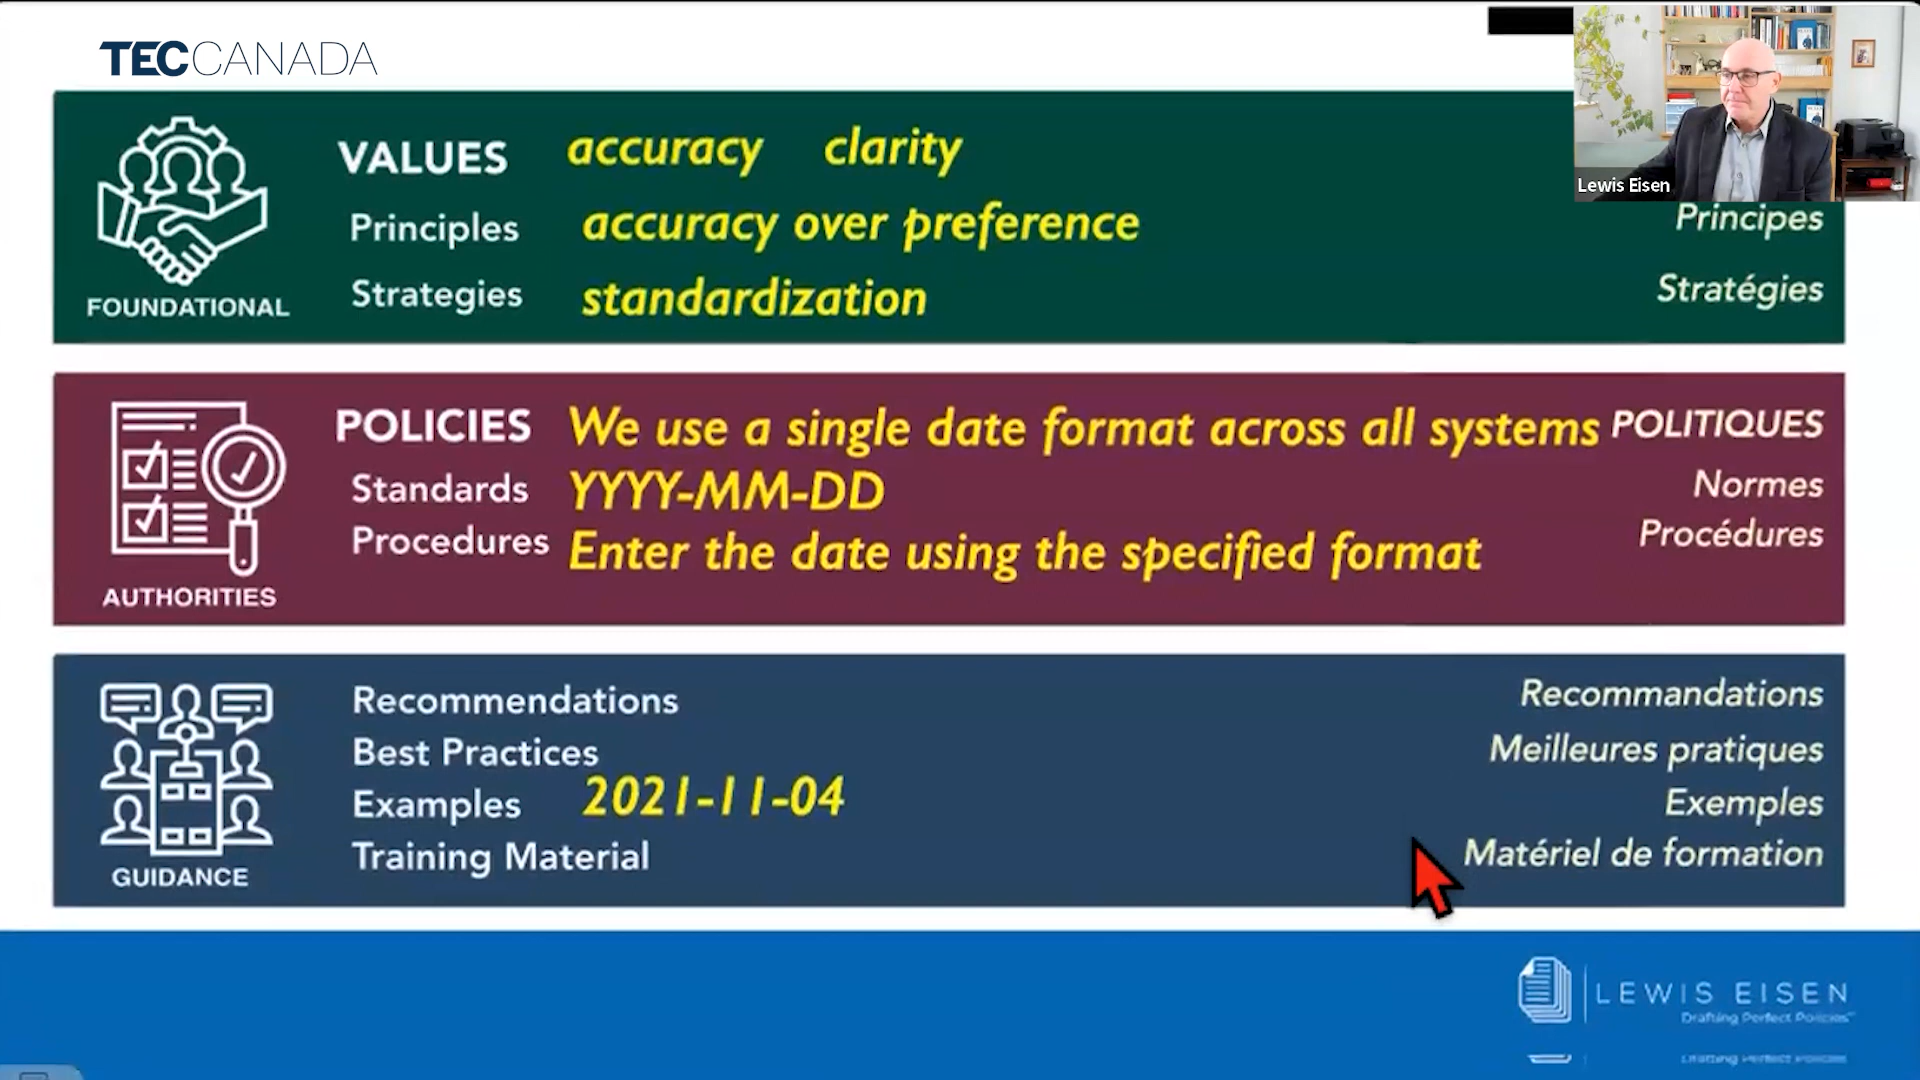 TECCANADA
Lewis Eisen
VALUES accuracy clarity
Principles accuracy over preference Principes
Strategies standardization Stratégies
FOUNDATIONAL
POLICIES We use a single date format across all systems POLITIQUES
Standards YYYY-MM-DD Normes
Procedures Enter the date using the specified format Procédures
AUTHORITIES
Recommendations Recommandations
Best Practices Meilleures pratiques
Examples 2021-11-04 Exemples
Training Material Matériel de formation
GUIDANCE
LEWIS EISEN
Drafting Perfect Policies™
Drafting Perfect Policies